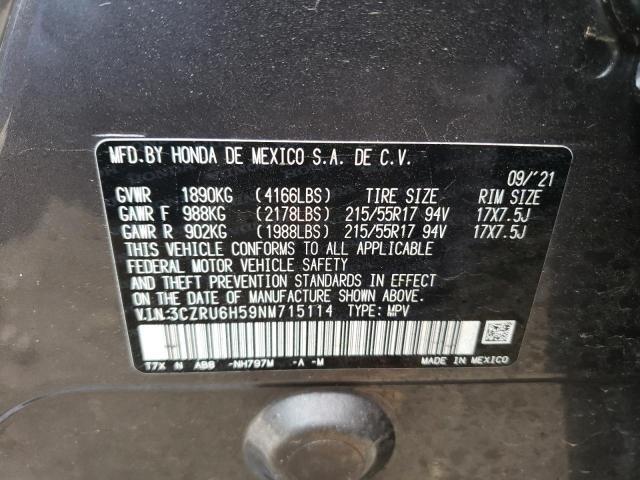 MFD.BY HONDA DE MEXICO S.A. DE C.V.
09/'21
GVWR 1890KG (4166LBS) TIRE SIZE RIM SIZE
GAWR F 988KG (2178LBS) 215/55R17 94V 17X7.5J
GAWR R 902KG (1988LBS) 215/55R17 94V 17X7.5J
THIS VEHICLE CONFORMS TO ALL APPLICABLE
FEDERAL MOTOR VEHICLE SAFETY
AND THEFT PREVENTION STANDARDS IN EFFECT
ON THE DATE OF MANUFACTURE SHOWN ABOVE.
V.I.N:3CZRU6H59NM715114 TYPE: MPV
T7X N ABS -NH797M -A -M MADE IN MEXICO